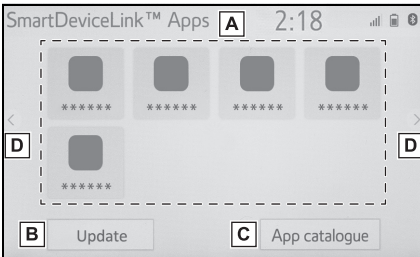 SmartDeviceLink™ Apps A 2:18
****** ****** ****** ******
D D
******
B Update C App catalogue